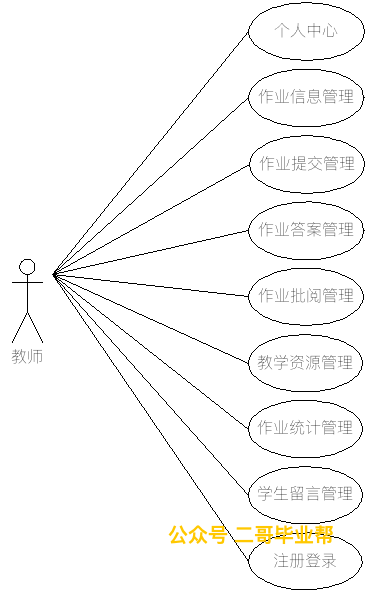 个人中心
作业信息管理
作业提交管理
作业答案管理
作业批阅管理
教师
教学资源管理
作业统计管理
学生留言管理
公众号 二哥毕业帮
注册登录